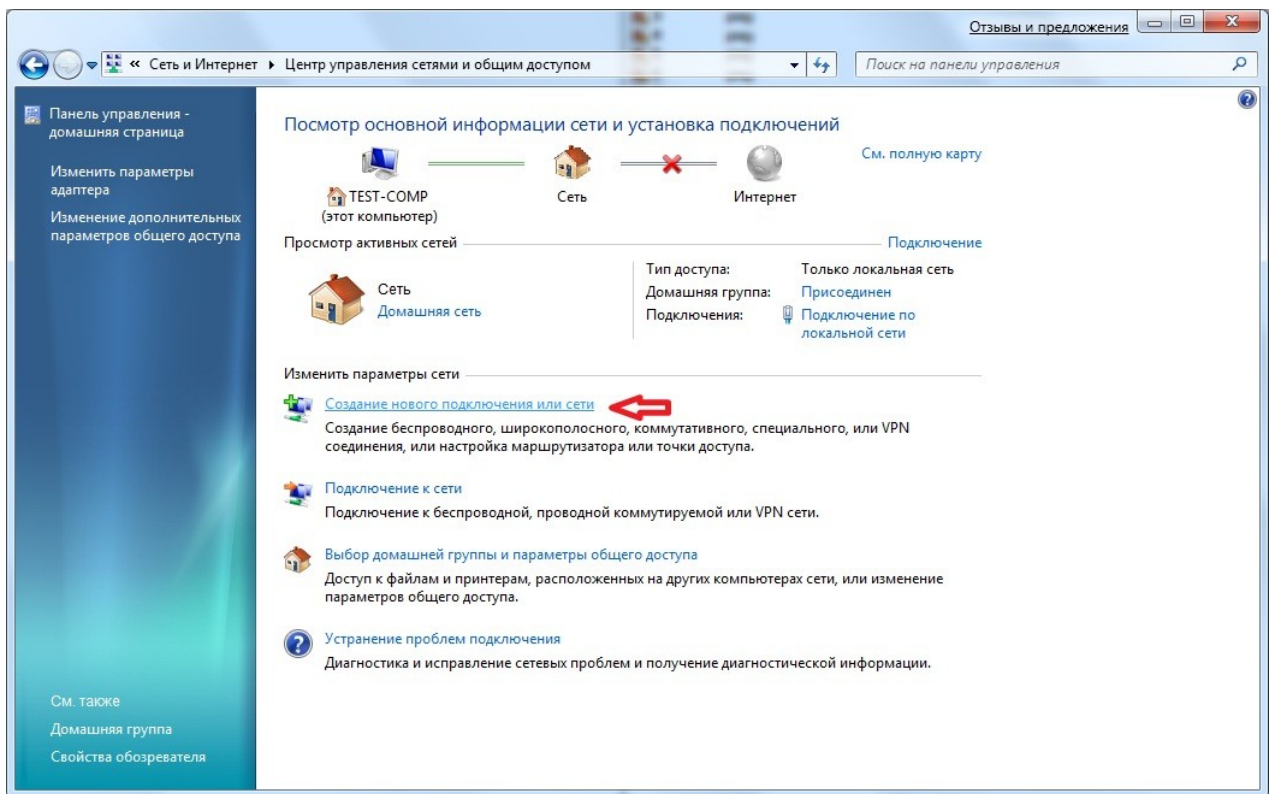 Отзывы и предложения
« Сеть и Интернет ▸ Центр управления сетями и общим доступом
Поиск на панели управления
Панель управления -
домашняя страница
Изменить параметры
адаптера
Изменение дополнительных
параметров общего доступа
См. также
Домашняя группа
Свойства обозревателя
Посмотр основной информации сети и установка подключений
См. полную карту
TEST-COMP
(этот компьютер)
Сеть
Интернет
Просмотр активных сетей
Подключение
Сеть
Домашняя сеть
Тип доступа: Только локальная сеть
Домашняя группа: Присоединен
Подключения: Подключение по
локальной сети
Изменить параметры сети
Создание нового подключения или сети
Создание беспроводного, широкополосного, коммутативного, специального, или VPN
соединения, или настройка маршрутизатора или точки доступа.
Подключение к сети
Подключение к беспроводной, проводной коммутируемой или VPN сети.
Выбор домашней группы и параметры общего доступа
Доступ к файлам и принтерам, расположенных на других компьютерах сети, или изменение
параметров общего доступа.
Устранение проблем подключения
Диагностика и исправление сетевых проблем и получение диагностической информации.